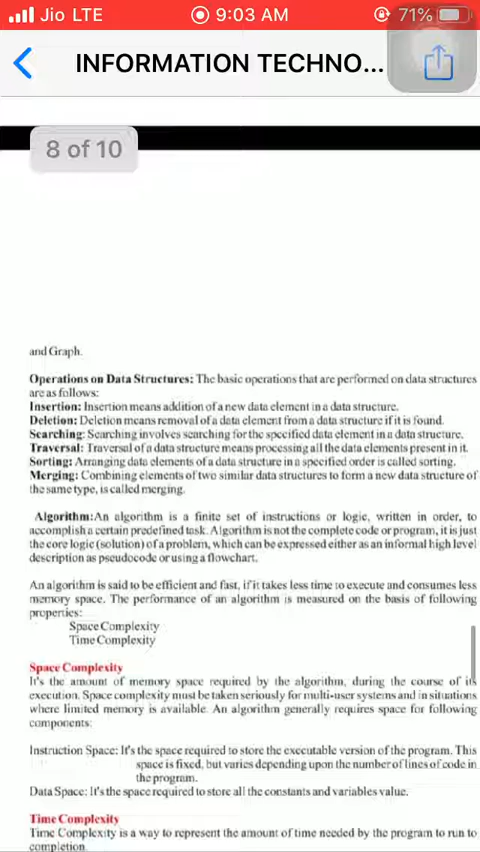 Jio LTE 9:03 AM 71%
INFORMATION TECHNO...
8 of 10
and Graph.
Operations on Data Structures: The basic operations that are performed on data structures
are as follows:
Insertion: Insertion means addition of a new data element in a data structure.
Deletion: Deletion means removal of a data element from a data structure if it is found.
Searching: Searching involves searching for the specified data element in a data structure.
Traversal: Traversal of a data structure means processing all the data elements present in it.
Sorting: Arranging data elements of a data structure in a specified order is called sorting.
Merging: Combining elements of two similar data structures to form a new data structure of
the same type, is called merging.
Algorithm:An algorithm is a finite set of instructions or logic, written in order, to
accomplish a certain predefined task. Algorithm is not the complete code or program, it is just
the core logic (solution) of a problem, which can be expressed either as an informal high level
description as pseudocode or using a flowchart.
An algorithm is said to be efficient and fast, if it takes less time to execute and consumes less
memory space. The performance of an algorithm is measured on the basis of following
properties:
Space Complexity
Time Complexity
Space Complexity
It's the amount of memory space required by the algorithm, during the course of its
execution. Space complexity must be taken seriously for multi-user systems and in situations
where limited memory is available. An algorithm generally requires space for following
components:
Instruction Space: It's the space required to store the executable version of the program. This
space is fixed, but varies depending upon the number of lines of code in
the program.
Data Space: It's the space required to store all the constants and variables value.
Time Complexity
Time Complexity is a way to represent the amount of time needed by the program to run to
completion.